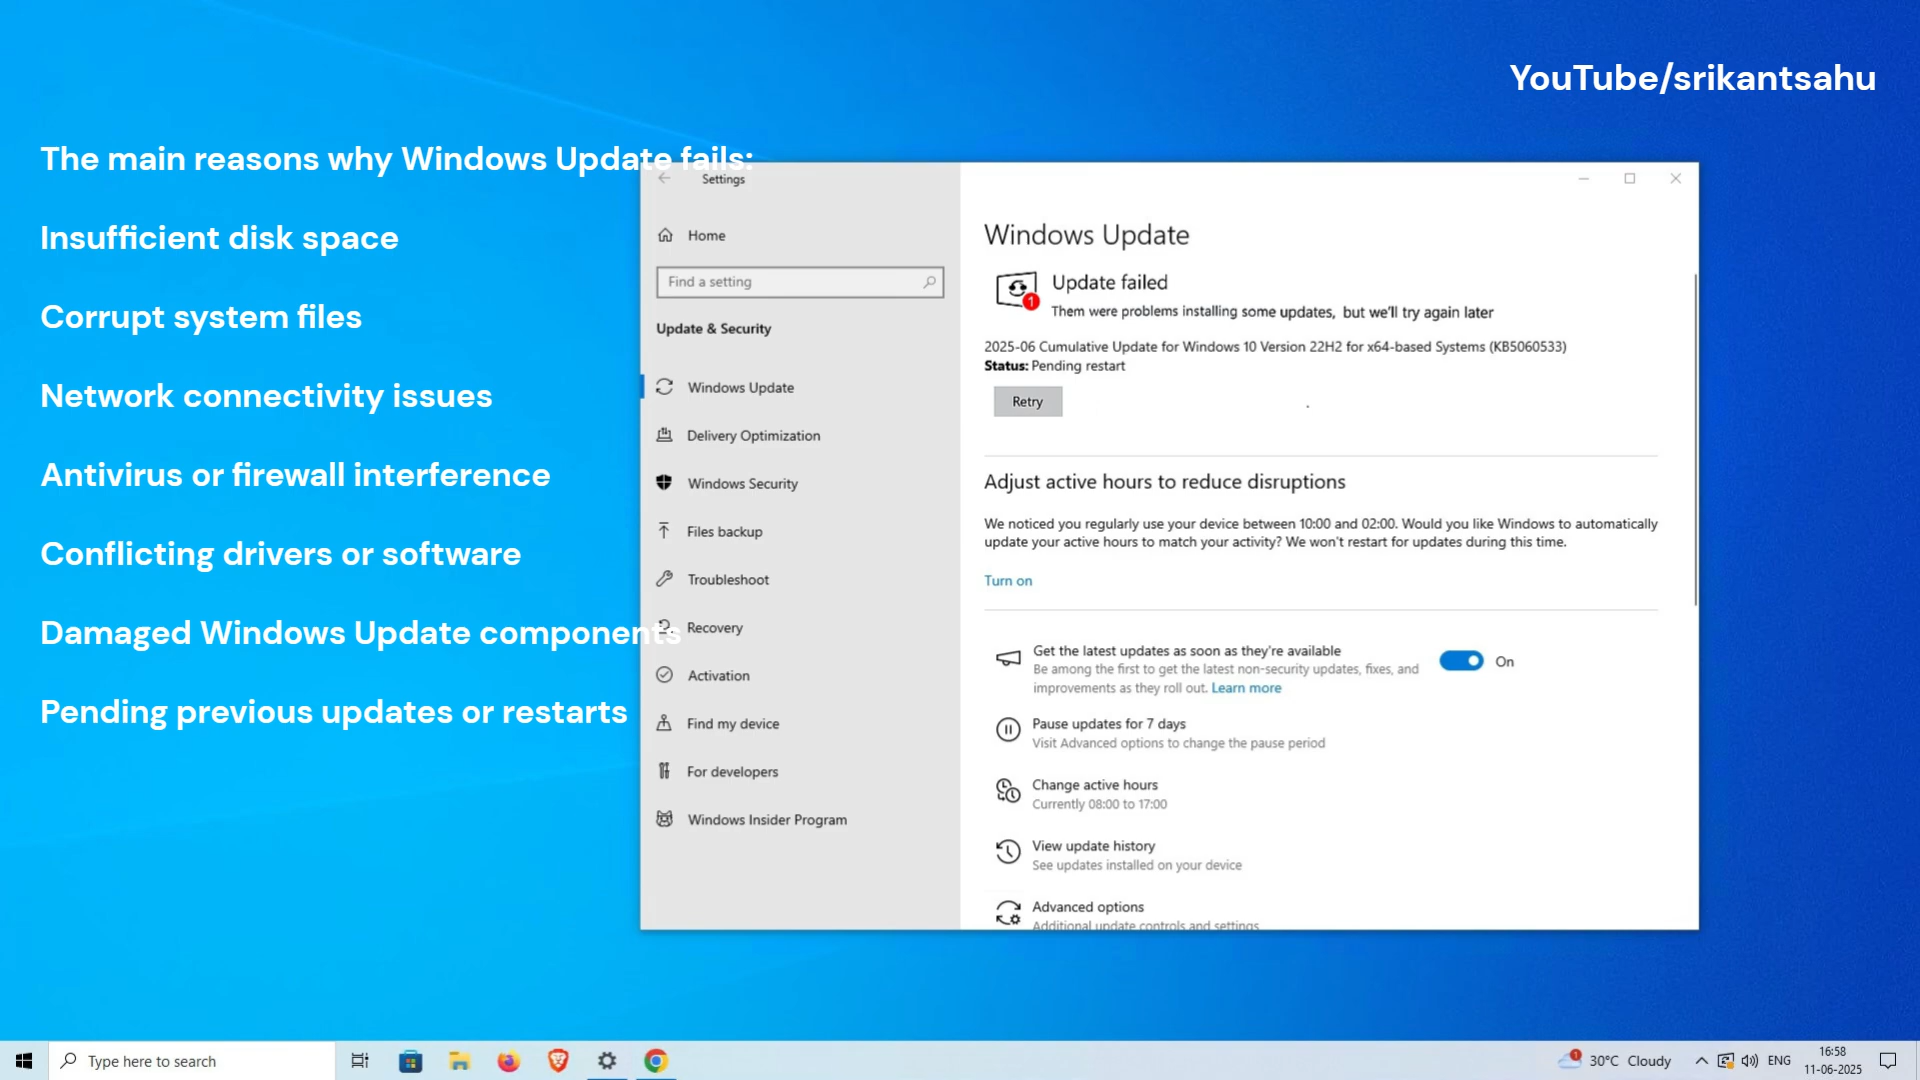 YouTube/srikantsahu
The main reasons why Windows Update fails:
Insufficient disk space
Corrupt system files
Network connectivity issues
Antivirus or firewall interference
Conflicting drivers or software
Damaged Windows Update components
Pending previous updates or restarts
Settings
Home
Find a setting
Update & Security
Windows Update
Delivery Optimization
Windows Security
Files backup
Troubleshoot
Recovery
Activation
Find my device
For developers
Windows Insider Program
Windows Update
1
Update failed
Them were problems installing some updates, but we'll try again later
2025-06 Cumulative Update for Windows 10 Version 22H2 for x64-based Systems (KB5060533)
Status: Pending restart
Retry
Adjust active hours to reduce disruptions
We noticed you regularly use your device between 10:00 and 02:00. Would you like Windows to automatically
update your active hours to match your activity? We won't restart for updates during this time.
Turn on
Get the latest updates as soon as they're available
Be among the first to get the latest non-security updates, fixes, and
improvements as they roll out. Learn more
On
Pause updates for 7 days
Visit Advanced options to change the pause period
Change active hours
Currently 08:00 to 17:00
View update history
See updates installed on your device
Advanced options
Additional update controls and settings
Type here to search
1
30°C Cloudy
ENG
16:58
11-06-2025